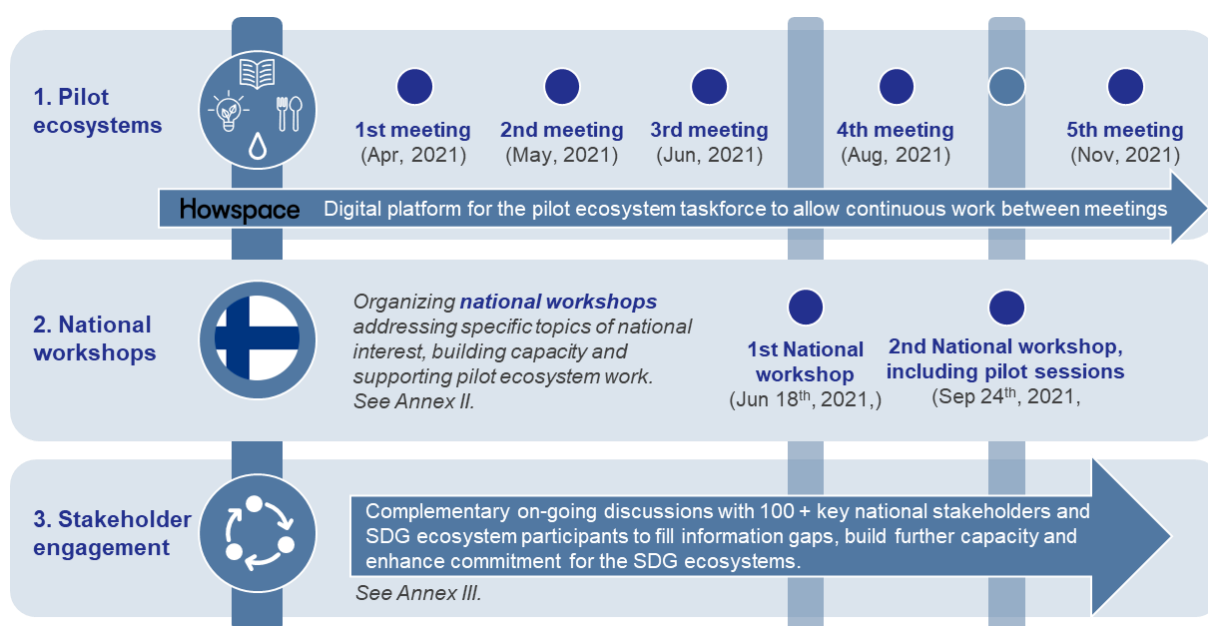 1. Pilot
ecosystems
1st meeting
(Apr, 2021)
2nd meeting
(May, 2021)
3rd meeting
(Jun, 2021)
4th meeting
(Aug, 2021)
5th meeting
(Nov, 2021)
Howspace Digital platform for the pilot ecosystem taskforce to allow continuous work between meetings
2. National
workshops
Organizing national workshops
addressing specific topics of national
interest, building capacity and
supporting pilot ecosystem work.
See Annex II.
1st National
workshop
(Jun 18th, 2021,)
2nd National workshop,
including pilot sessions
(Sep 24th, 2021,
3. Stakeholder
engagement
Complementary on-going discussions with 100 + key national stakeholders and
SDG ecosystem participants to fill information gaps, build further capacity and
enhance commitment for the SDG ecosystems.
See Annex III.